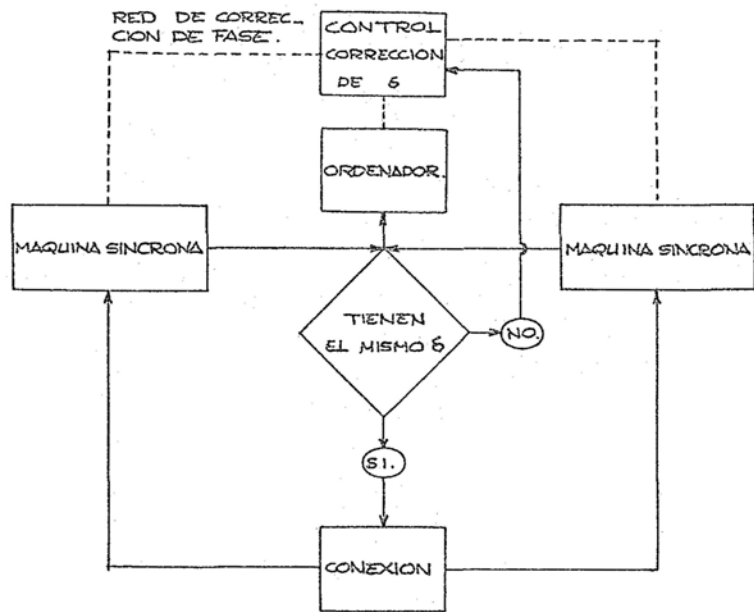 RED DE CORREC_
CION DE FASE.
CONTROL
CORRECCION
DE δ
ORDENADOR.
MAQUINA SINCRONA
MAQUINA SINCRONA
TIENEN
EL MISMO δ
NO.
SI.
CONEXION